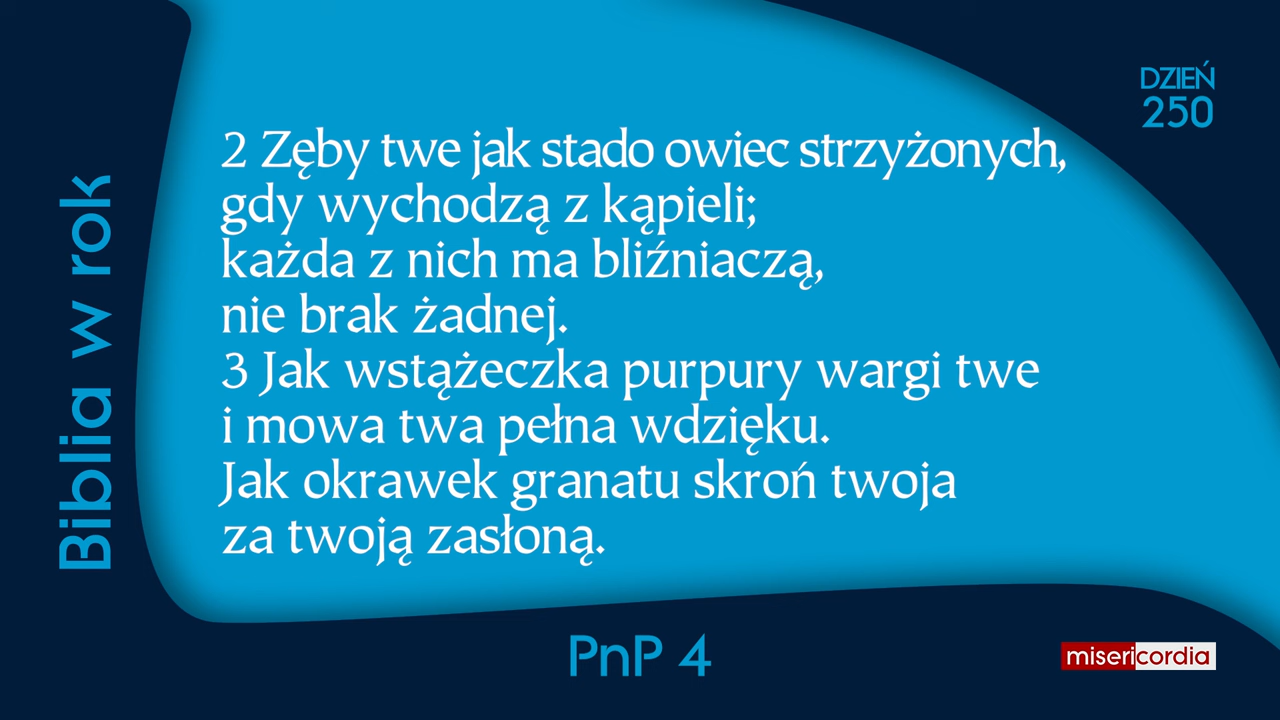 DZIEŃ
250
2 Zęby twe jak stado owiec strzyżonych,
gdy wychodzą z kąpieli;
każda z nich ma bliźniaczą,
nie brak żadnej.
3 Jak wstążeczka purpury wargi twe
i mowa twa pełna wdzięku.
Jak okrawek granatu skroń twoja
za twoją zasłoną.
Biblia w rok
PnP 4
misericordia